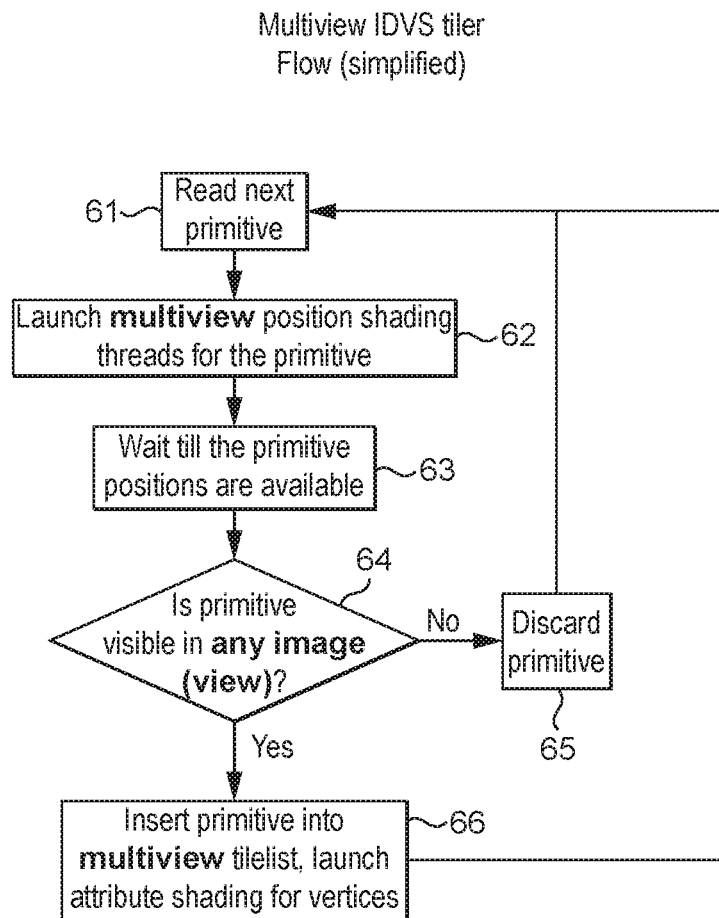 Multiview IDVS tiler
Flow (simplified)
61
Read next
primitive
Launch multiview position shading
threads for the primitive
62
Wait till the primitive
positions are available
63
64
Is primitive
visible in any image
(view)?
No
Discard
primitive
65
Yes
Insert primitive into
multiview tilelist, launch
attribute shading for vertices
66